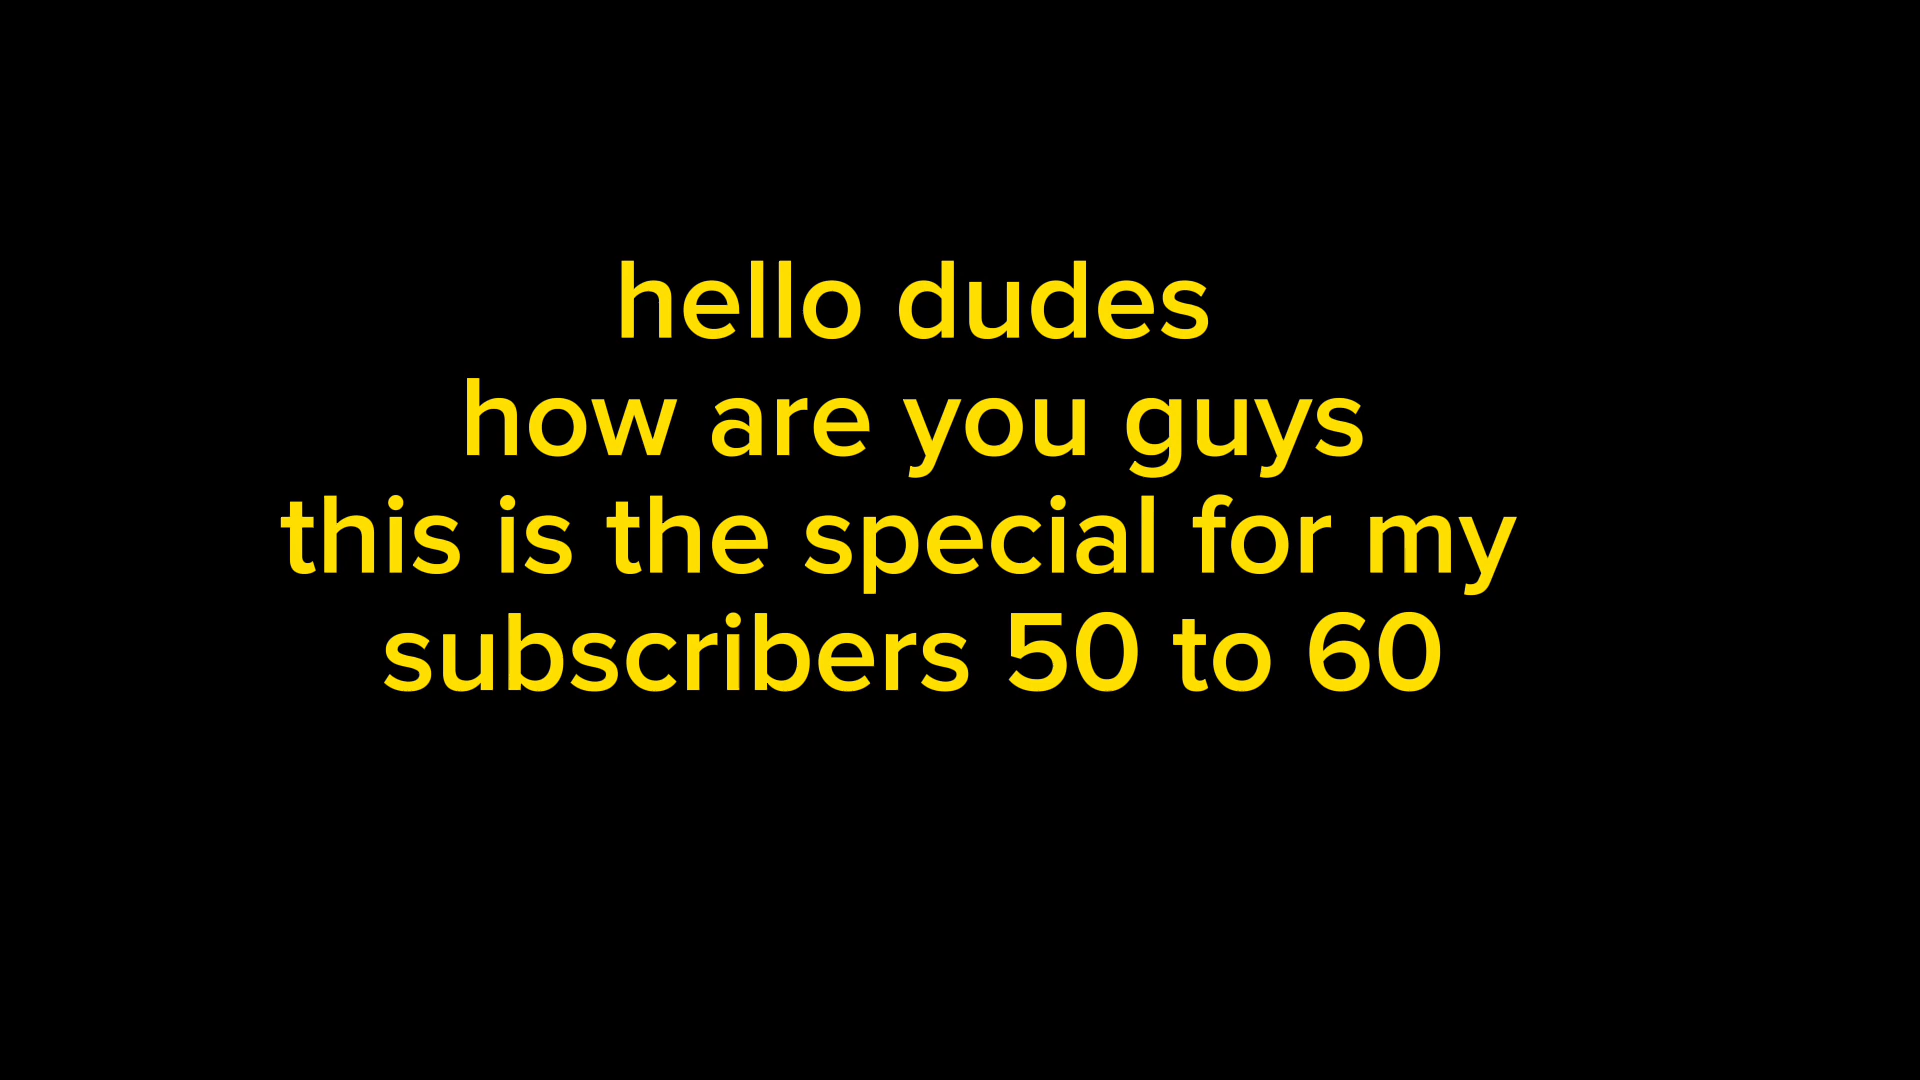 hello dudes
how are you guys
this is the special for my
subscribers 50 to 60